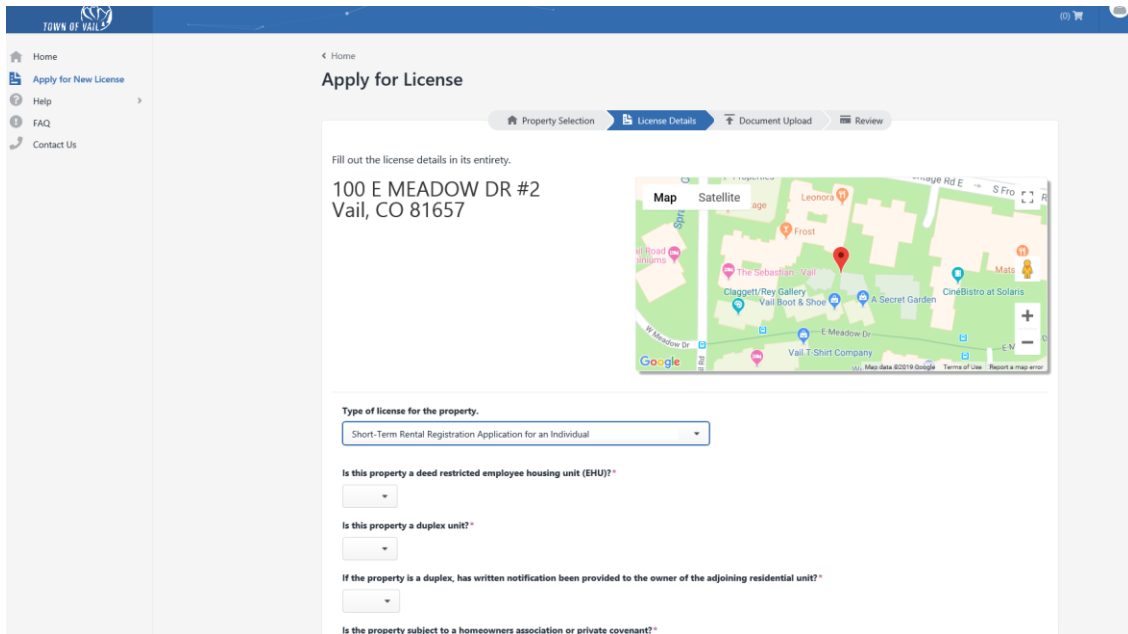 TOWN OF VAIL
(0)
Home
Apply for New License
Help
FAQ
Contact Us
Home
Apply for License
Property Selection
License Details
Document Upload
Review
Fill out the license details in its entirety.
100 E MEADOW DR #2
Vail, CO 81657
Map
Satellite
Leonora
Frost
The Sebastian - Vail
Claggett/Rey Gallery
Vail Boot & Shoe
A Secret Garden
CinéBistro at Solaris
Mats
W Meadow Dr
E Meadow Dr
Vail T-Shirt Company
Google
Map data ©2019 Google
Terms of Use
Report a map error
Type of license for the property.
Short-Term Rental Registration Application for an Individual
Is this property a deed restricted employee housing unit (EHU)?*
Is this property a duplex unit?*
If the property is a duplex, has written notification been provided to the owner of the adjoining residential unit?*
Is the property subject to a homeowners association or private covenant?*